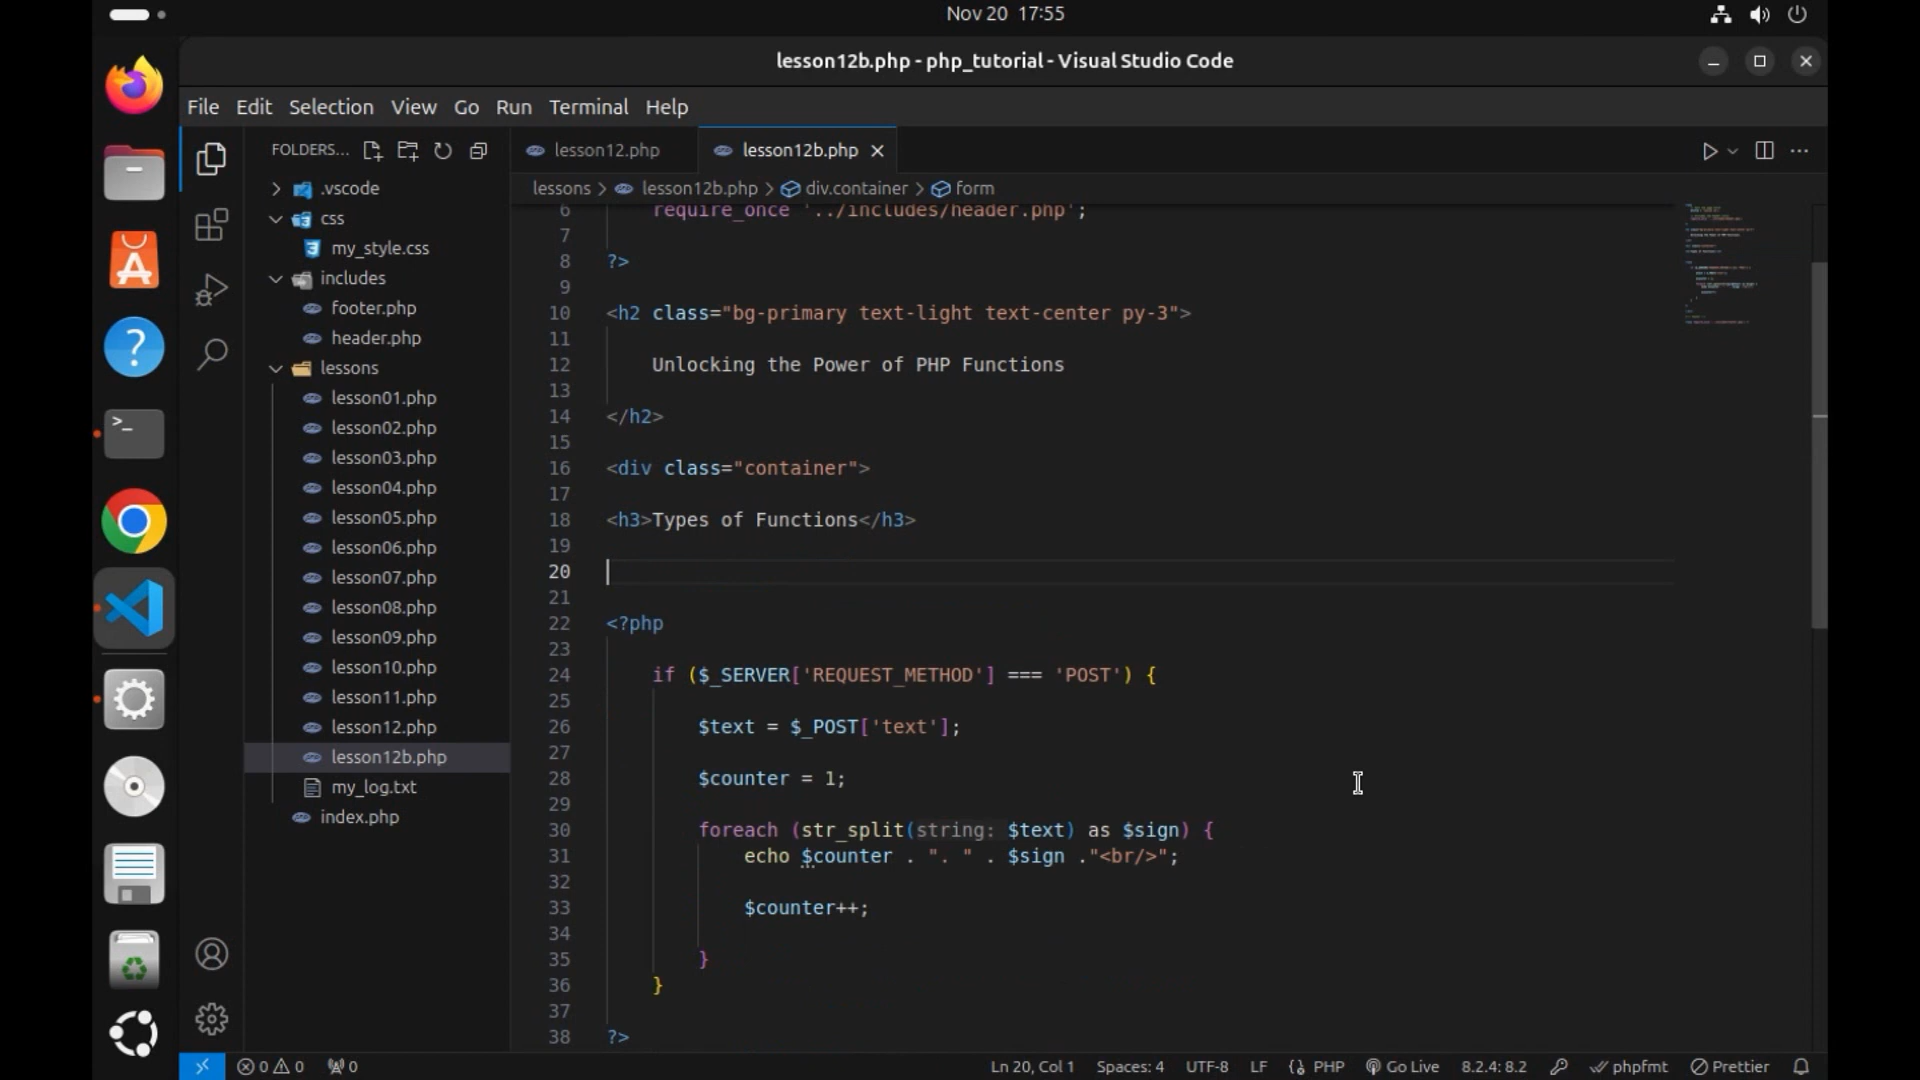 Nov 20 17:55
lesson12b.php - php_tutorial - Visual Studio Code
File Edit Selection View Go Run Terminal Help
FOLDERS...
.vscode
css
my_style.css
includes
footer.php
header.php
lessons
lesson01.php
lesson02.php
lesson03.php
lesson04.php
lesson05.php
lesson06.php
lesson07.php
lesson08.php
lesson09.php
lesson10.php
lesson11.php
lesson12.php
lesson12b.php
my_log.txt
index.php
lesson12.php lesson12b.php
lessons > lesson12b.php > div.container > form
6 require_once '../includes/header.php';
7
8 ?>
9
10 <h2 class="bg-primary text-light text-center py-3">
11
12 Unlocking the Power of PHP Functions
13
14 </h2>
15
16 <div class="container">
17
18 <h3>Types of Functions</h3>
19
20
21
22 <?php
23
24 if ($_SERVER['REQUEST_METHOD'] === 'POST') {
25
26 $text = $_POST['text'];
27
28 $counter = 1;
29
30 foreach (str_split(string: $text) as $sign) {
31 echo $counter . ". " . $sign ."<br/>";
32
33 $counter++;
34
35 }
36 }
37
38 ?>
0 0 0 Ln 20, Col 1 Spaces: 4 UTF-8 LF {} PHP Go Live 8.2.4: 8.2 phpfmt Prettier